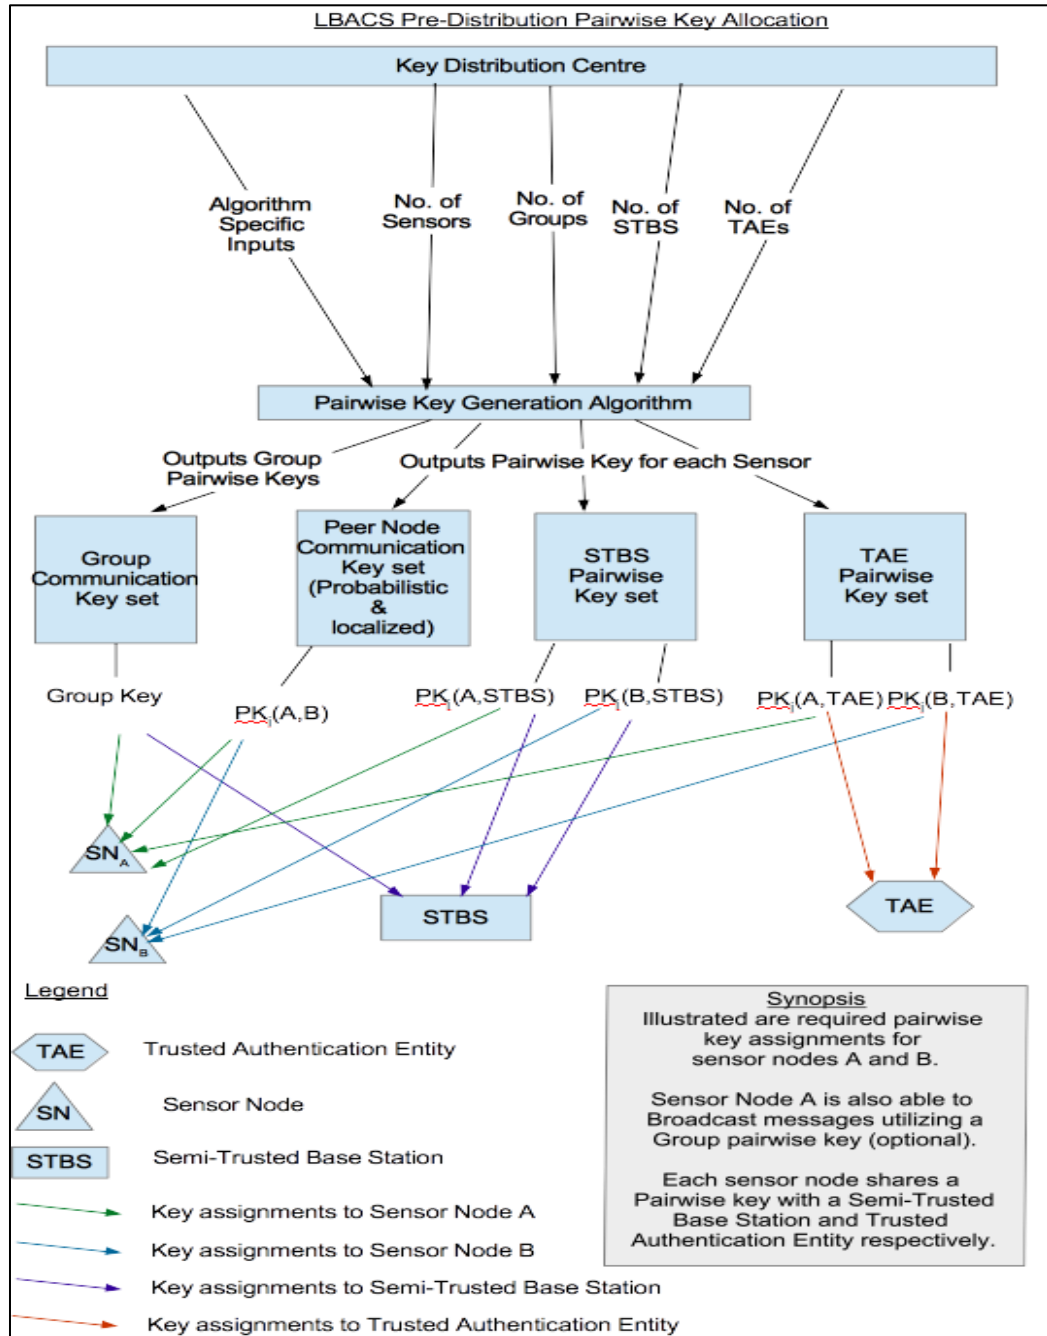 LBACS Pre-Distribution Pairwise Key Allocation
Key Distribution Centre
Algorithm
Specific
Inputs
No. of
Sensors
No. of
Groups
No. of
STBS
No. of
TAEs
Pairwise Key Generation Algorithm
Outputs Group
Pairwise Keys
Outputs Pairwise Key for each Sensor
Group
Communication
Key set
Peer Node
Communication
Key set
(Probabilistic
&
localized)
STBS
Pairwise
Key set
TAE
Pairwise
Key set
Group Key
PKi(A,B)
PKi(A,STBS)
PKi(B,STBS)
PKi(A,TAE)
PKi(B,TAE)
SNA
SNB
STBS
TAE
Legend
TAE
Trusted Authentication Entity
SN
Sensor Node
STBS
Semi-Trusted Base Station
Key assignments to Sensor Node A
Key assignments to Sensor Node B
Key assignments to Semi-Trusted Base Station
Key assignments to Trusted Authentication Entity
Synopsis
Illustrated are required pairwise
key assignments for
sensor nodes A and B.
Sensor Node A is also able to
Broadcast messages utilizing a
Group pairwise key (optional).
Each sensor node shares a
Pairwise key with a Semi-Trusted
Base Station and Trusted
Authentication Entity respectively.